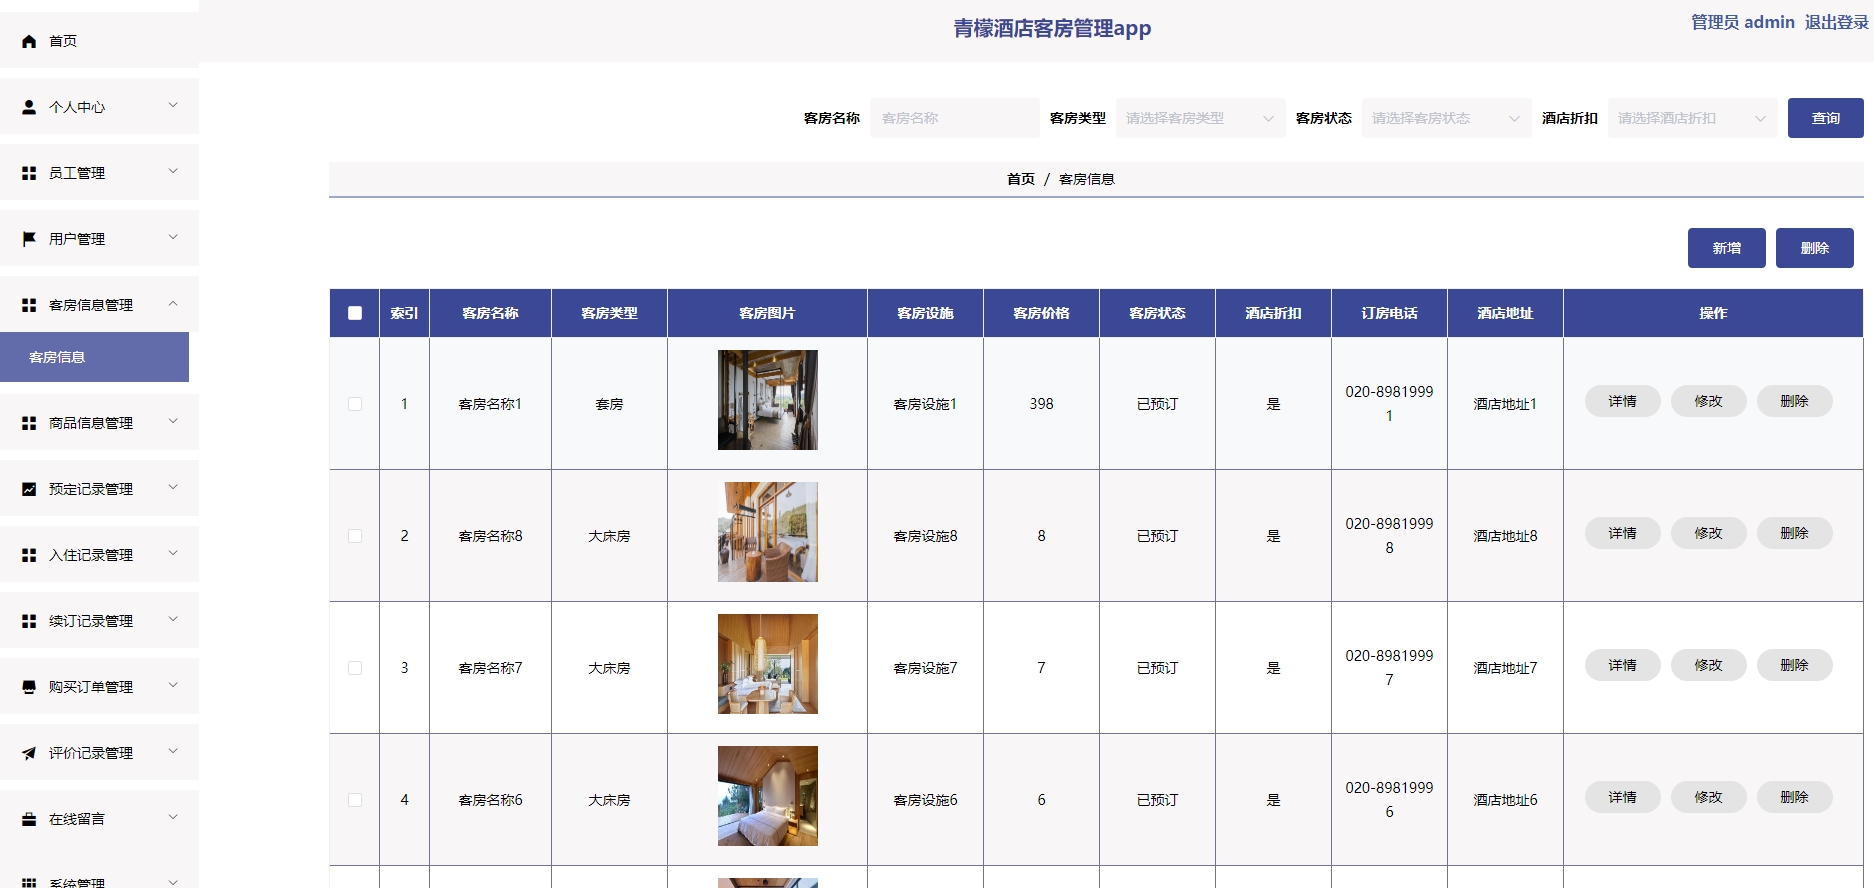 青檬酒店客房管理app
管理员 admin 退出登录
首页
个人中心
员工管理
用户管理
客房信息管理
客房信息
商品信息管理
预定记录管理
入住记录管理
续订记录管理
购买订单管理
评价记录管理
在线留言
系统管理
客房名称 客房名称 客房类型 请选择客房类型 客房状态 请选择客房状态 酒店折扣 请选择酒店折扣 查询
首页 / 客房信息
新增 删除
索引 客房名称 客房类型 客房图片 客房设施 客房价格 客房状态 酒店折扣 订房电话 酒店地址 操作
1 客房名称1 套房 客房设施1 398 已预订 是 020-89819991 酒店地址1 详情 修改 删除
2 客房名称8 大床房 客房设施8 8 已预订 是 020-89819998 酒店地址8 详情 修改 删除
3 客房名称7 大床房 客房设施7 7 已预订 是 020-89819997 酒店地址7 详情 修改 删除
4 客房名称6 大床房 客房设施6 6 已预订 是 020-89819996 酒店地址6 详情 修改 删除